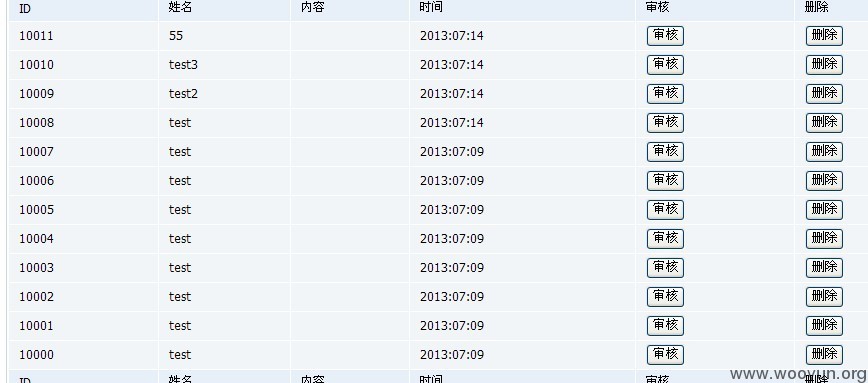 ID 姓名 内容 时间 审核 删除
10011 55 2013:07:14 审核 删除
10010 test3 2013:07:14 审核 删除
10009 test2 2013:07:14 审核 删除
10008 test 2013:07:14 审核 删除
10007 test 2013:07:09 审核 删除
10006 test 2013:07:09 审核 删除
10005 test 2013:07:09 审核 删除
10004 test 2013:07:09 审核 删除
10003 test 2013:07:09 审核 删除
10002 test 2013:07:09 审核 删除
10001 test 2013:07:09 审核 删除
10000 test 2013:07:09 审核 删除
ID 姓名 内容 时间 审核 删除
www.wooyun.org